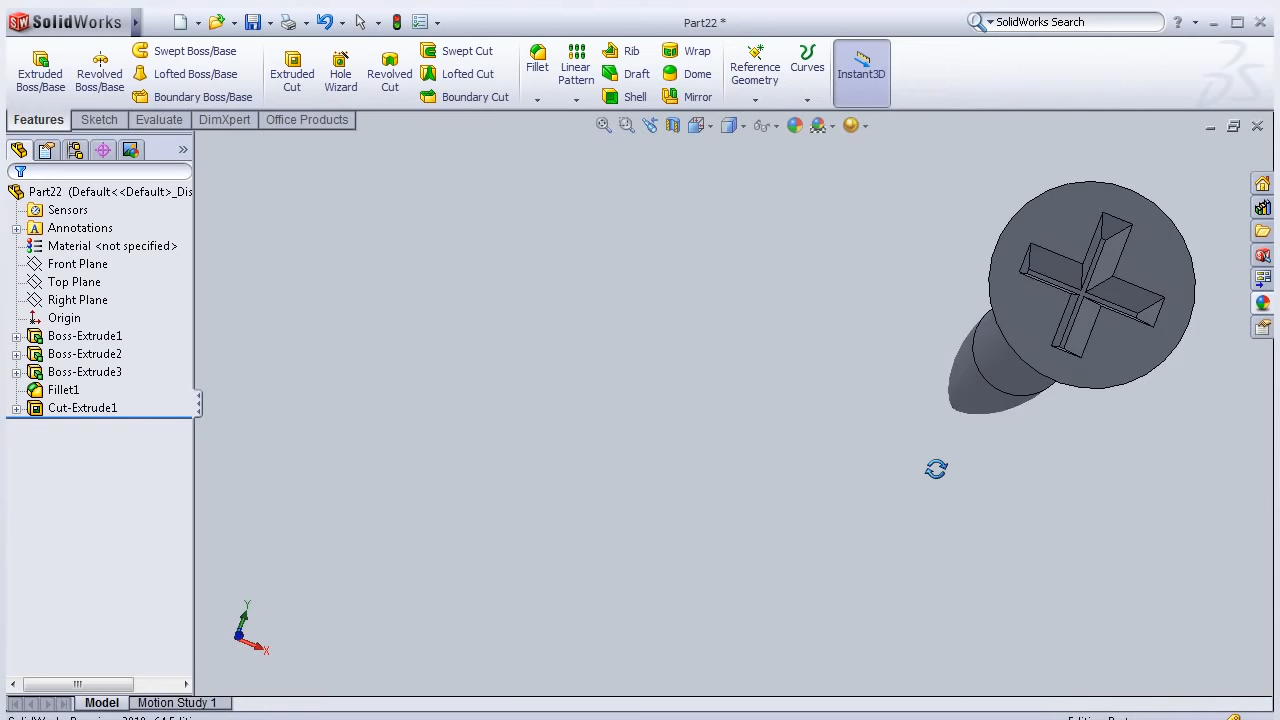 SolidWorks
Part22 *
SolidWorks Search
Extruded Boss/Base
Revolved Boss/Base
Swept Boss/Base
Lofted Boss/Base
Boundary Boss/Base
Extruded Cut
Hole Wizard
Revolved Cut
Swept Cut
Lofted Cut
Boundary Cut
Fillet
Linear Pattern
Rib
Draft
Shell
Wrap
Dome
Mirror
Reference Geometry
Curves
Instant3D
Features
Sketch
Evaluate
DimXpert
Office Products
Part22 (Default<<Default>_Dis
Sensors
Annotations
Material <not specified>
Front Plane
Top Plane
Right Plane
Origin
Boss-Extrude1
Boss-Extrude2
Boss-Extrude3
Fillet1
Cut-Extrude1
Y
X
Model
Motion Study 1